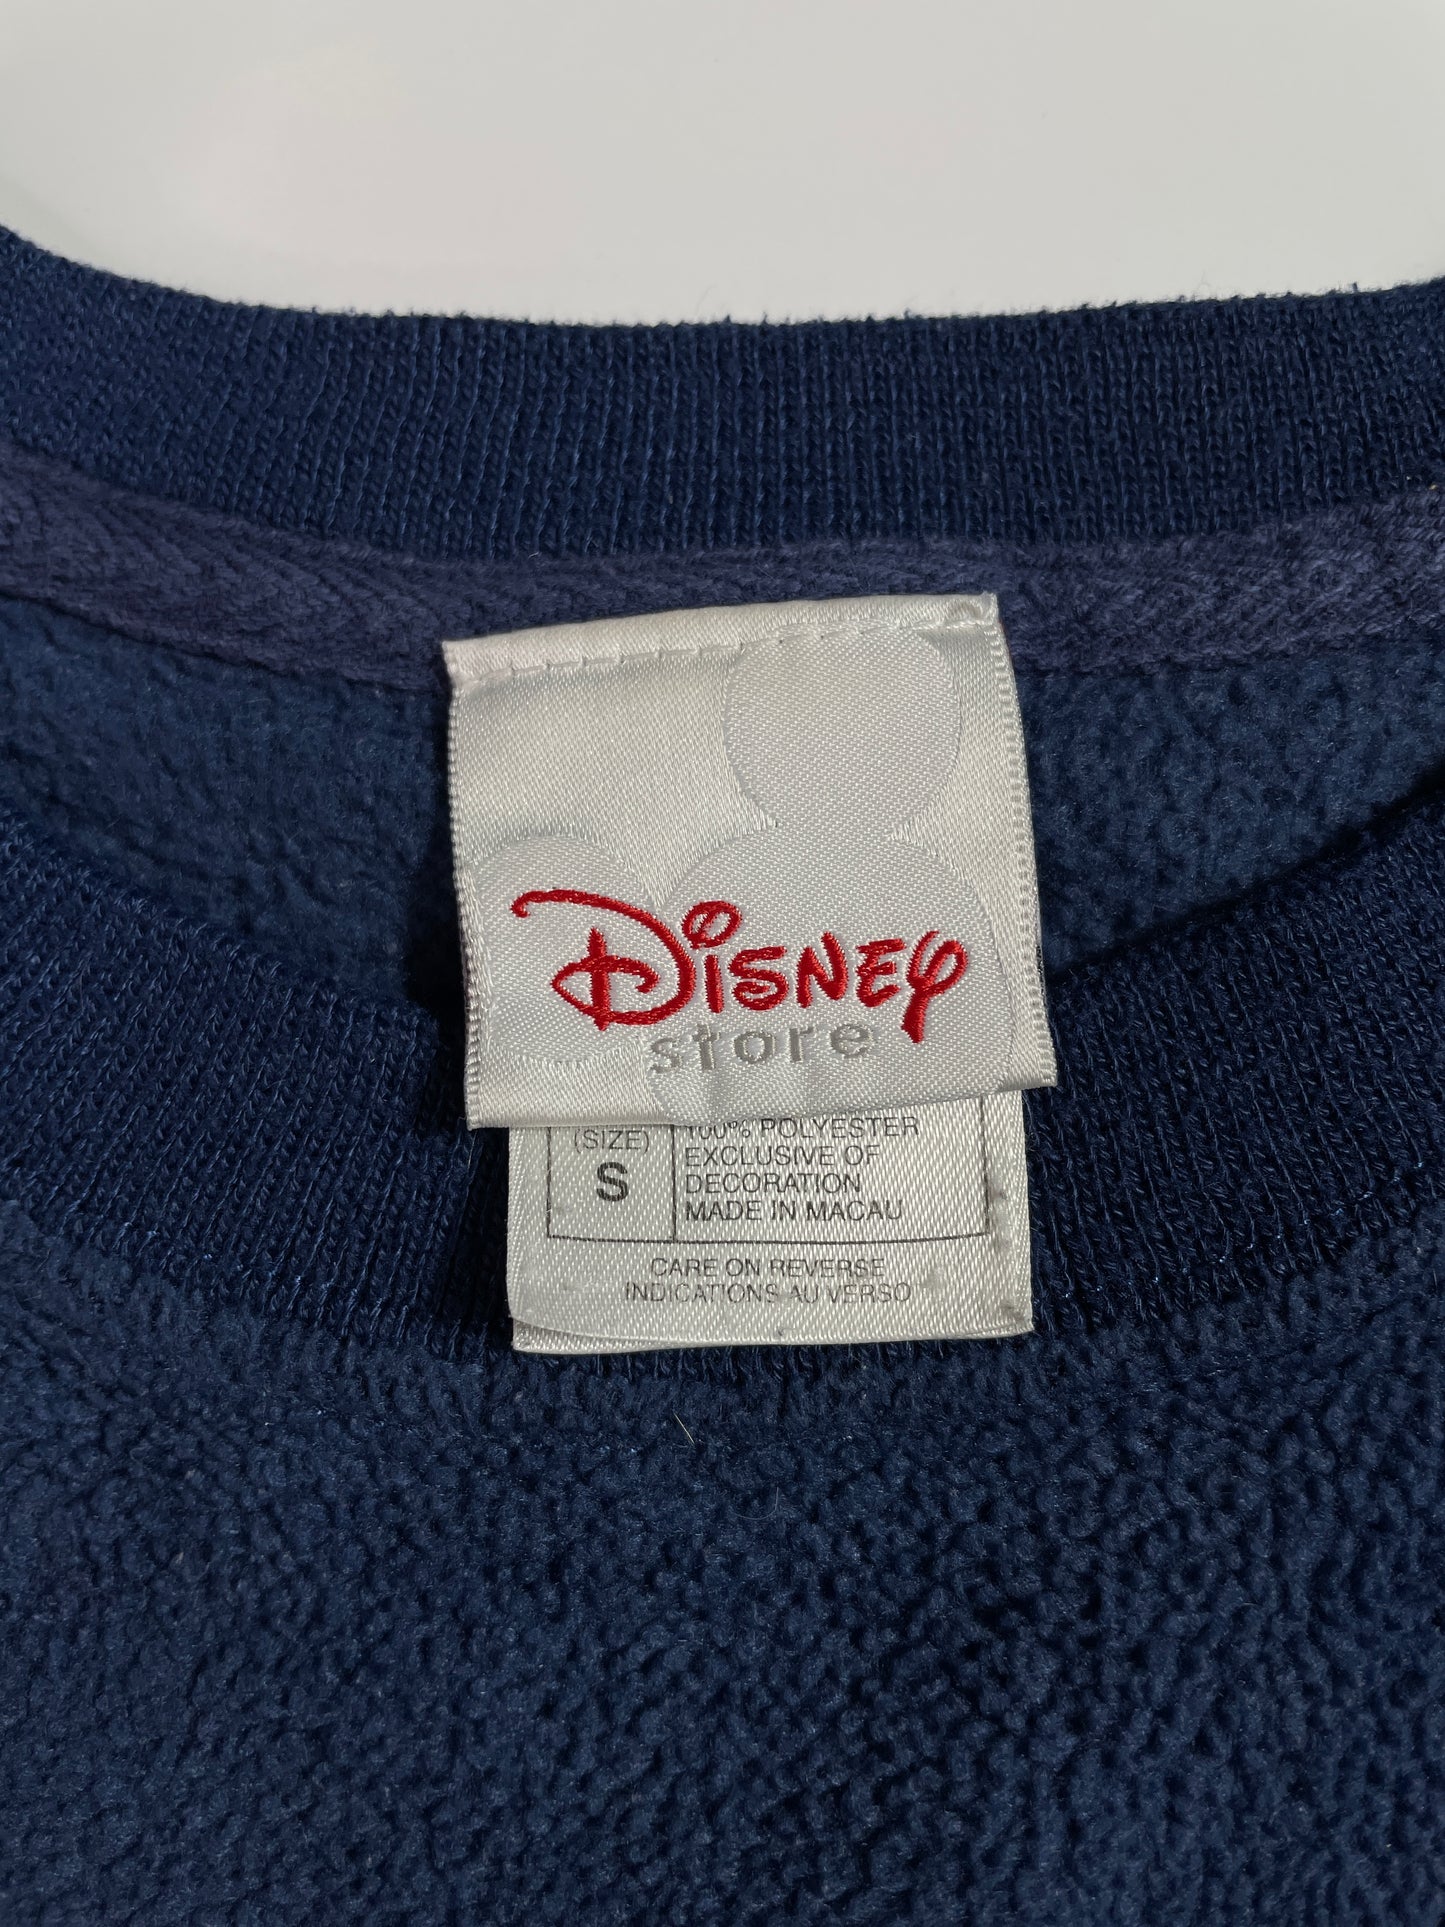 Disney
store
(SIZE)
S
100% POLYESTER
EXCLUSIVE OF
DECORATION
MADE IN MACAU
CARE ON REVERSE
INDICATIONS AU VERSO